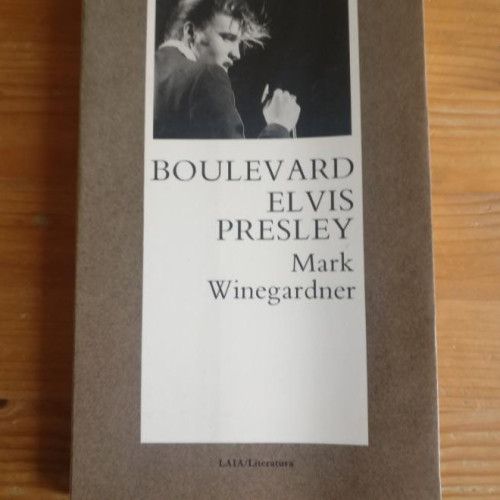 BOULEVARD
ELVIS
PRESLEY
Mark
Winegardner
LAIA/Literatura